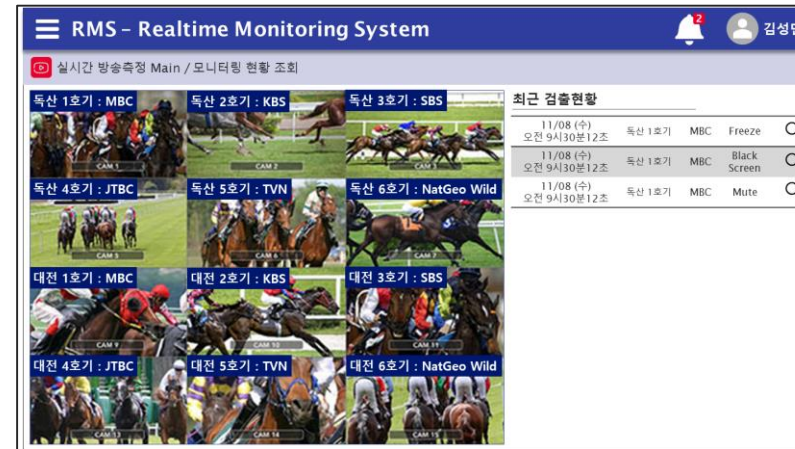 RMS – Realtime Monitoring System
2
실시간 방송측정 Main / 모니터링 현황 조회
독산 1호기 : MBC
독산 2호기 : KBS
독산 3호기 : SBS
CAM 1
CAM 2
CAM 3
독산 4호기 : JTBC
독산 5호기 : TVN
독산 6호기 : NatGeo Wild
CAM 5
CAM 6
CAM 7
대전 1호기 : MBC
대전 2호기 : KBS
대전 3호기 : SBS
CAM 9
CAM 10
CAM 11
대전 4호기 : JTBC
대전 5호기 : TVN
대전 6호기 : NatGeo Wild
CAM 13
CAM 14
CAM 15
최근 검출현황
11/08 (수)
오전 9시30분12초 독산 1호기 MBC Freeze
11/08 (수)
오전 9시30분12초 독산 1호기 MBC Black Screen
11/08 (수)
오전 9시30분12초 독산 1호기 MBC Mute